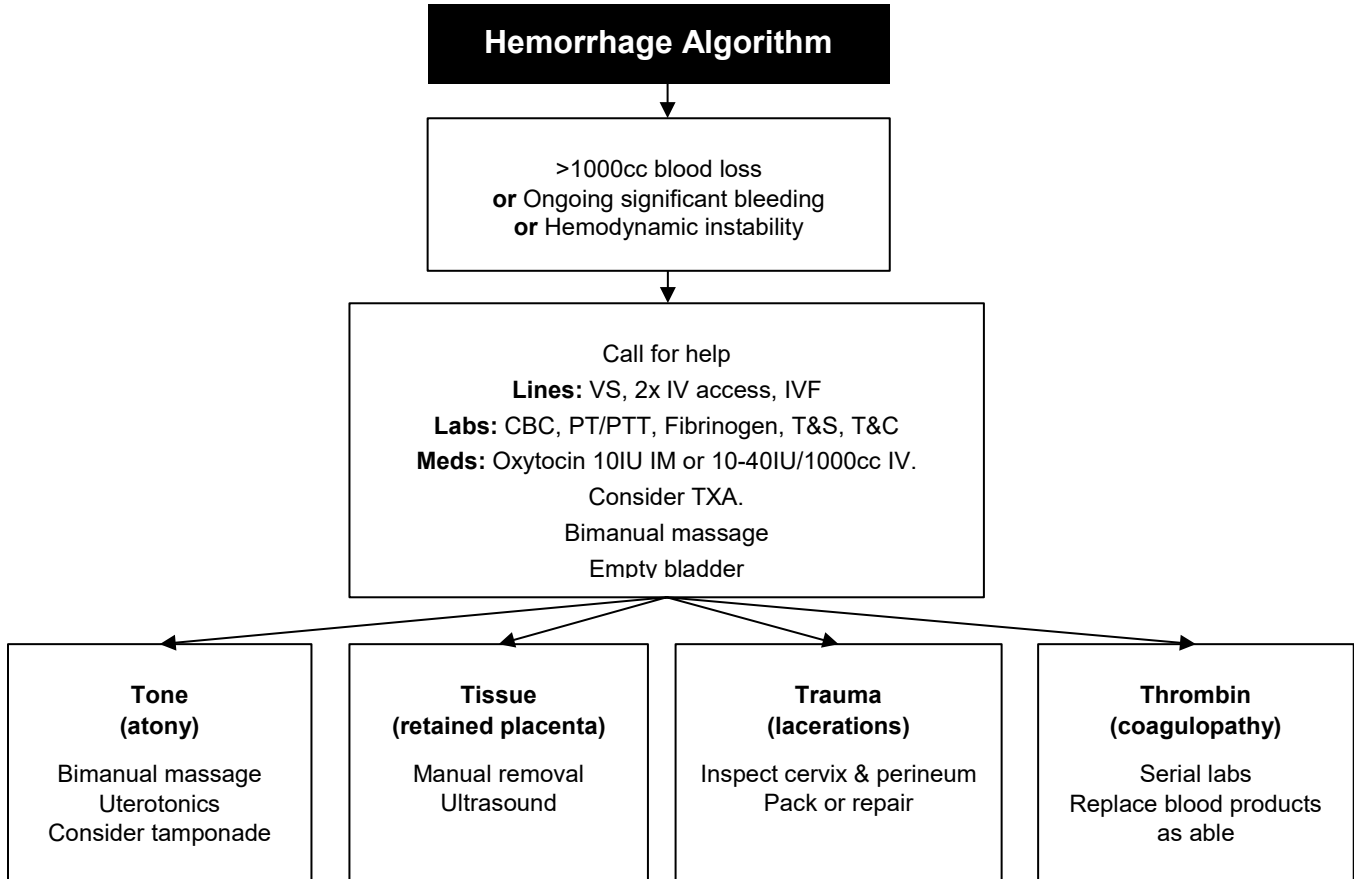 Hemorrhage Algorithm
>1000cc blood loss
or Ongoing significant bleeding
or Hemodynamic instability
Call for help
Lines: VS, 2x IV access, IVF
Labs: CBC, PT/PTT, Fibrinogen, T&S, T&C
Meds: Oxytocin 10IU IM or 10-40IU/1000cc IV.
Consider TXA.
Bimanual massage
Empty bladder
Tone
(atony)
Bimanual massage
Uterotonics
Consider tamponade
Tissue
(retained placenta)
Manual removal
Ultrasound
Trauma
(lacerations)
Inspect cervix & perineum
Pack or repair
Thrombin
(coagulopathy)
Serial labs
Replace blood products
as able